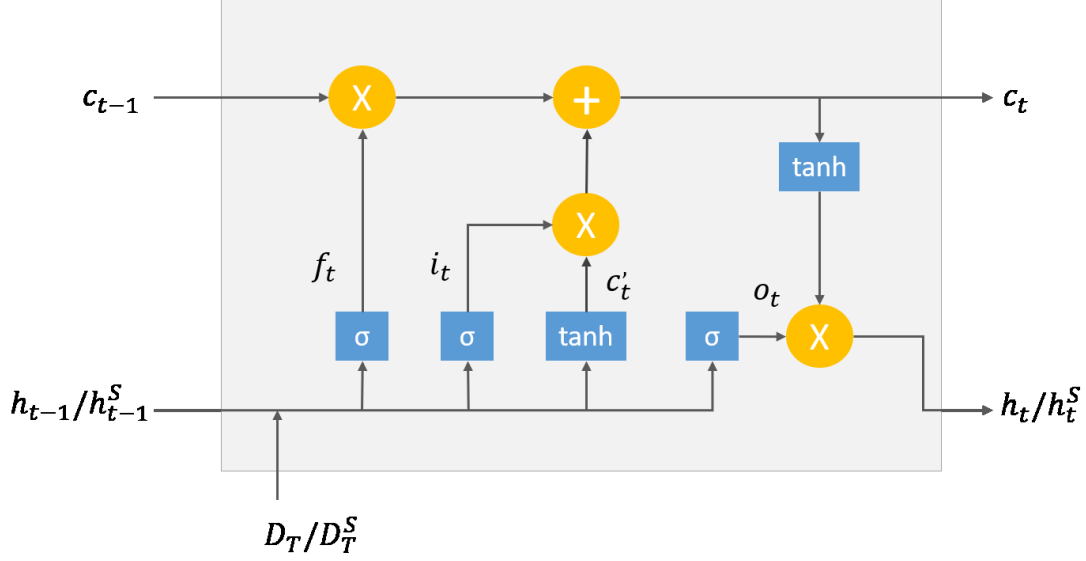 c_{t-1}
X
+
c_t
tanh
X
f_t
i_t
c'_t
o_t
σ
σ
tanh
σ
X
h_{t-1}/h^S_{t-1}
h_t/h^S_t
D_T/D^S_T